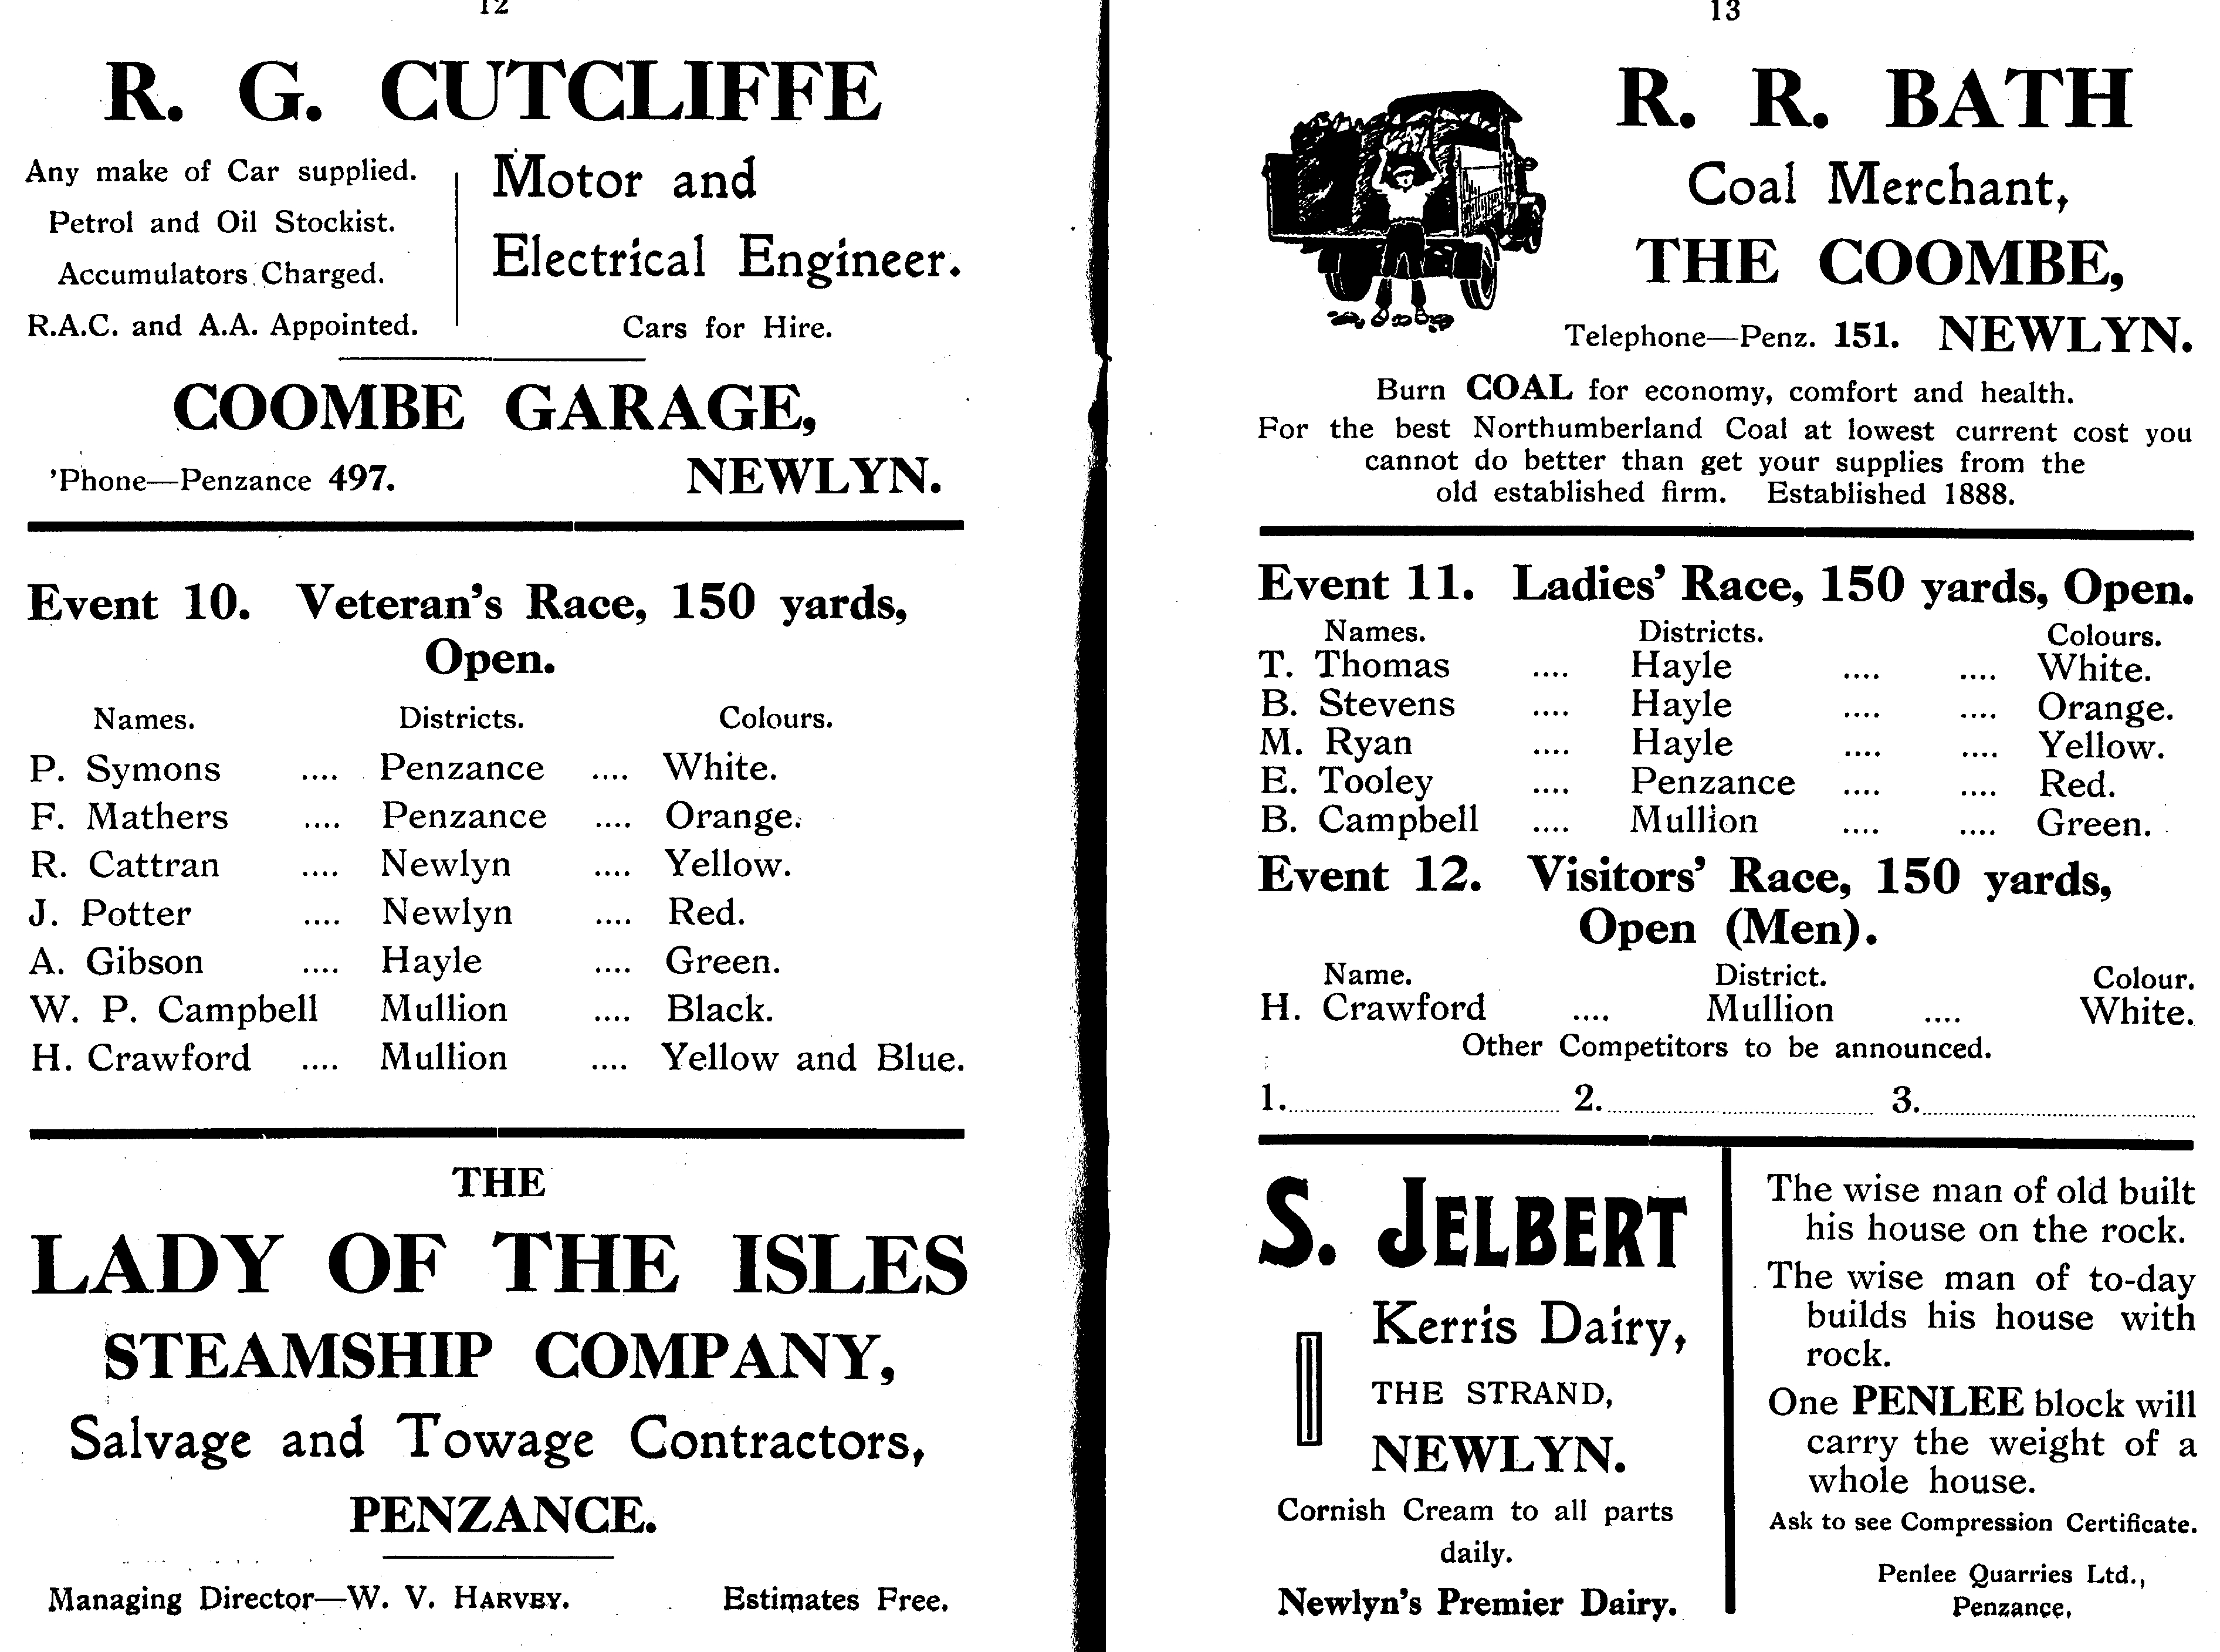 12
R. G. CUTCLIFFE
Any make of Car supplied.
Petrol and Oil Stockist.
Accumulators Charged.
R.A.C. and A.A. Appointed.
Motor and
Electrical Engineer.
Cars for Hire.
COOMBE GARAGE,
'Phone—Penzance 497. NEWLYN.
Event 10. Veteran's Race, 150 yards,
Open.
Names. Districts. Colours.
P. Symons .... Penzance .... White.
F. Mathers .... Penzance .... Orange.
R. Cattran .... Newlyn .... Yellow.
J. Potter .... Newlyn .... Red.
A. Gibson .... Hayle .... Green.
W. P. Campbell Mullion .... Black.
H. Crawford .... Mullion .... Yellow and Blue.
THE
LADY OF THE ISLES
STEAMSHIP COMPANY,
Salvage and Towage Contractors,
PENZANCE.
Managing Director—W. V. HARVEY. Estimates Free.
13
R. R. BATH
Coal Merchant,
THE COOMBE,
Telephone—Penz. 151. NEWLYN.
Burn COAL for economy, comfort and health.
For the best Northumberland Coal at lowest current cost you
cannot do better than get your supplies from the
old established firm. Established 1888.
Event 11. Ladies' Race, 150 yards, Open.
Names. Districts. Colours.
T. Thomas .... Hayle .... .... White.
B. Stevens .... Hayle .... .... Orange.
M. Ryan .... Hayle .... .... Yellow.
E. Tooley .... Penzance .... .... Red.
B. Campbell .... Mullion .... .... Green.
Event 12. Visitors' Race, 150 yards,
Open (Men).
Name. District. Colour.
H. Crawford .... Mullion .... White.
Other Competitors to be announced.
1. 2. 3.
S. JELBERT
Kerris Dairy,
THE STRAND,
NEWLYN.
Cornish Cream to all parts
daily.
Newlyn's Premier Dairy.
The wise man of old built
his house on the rock.
The wise man of to-day
builds his house with
rock.
One PENLEE block will
carry the weight of a
whole house.
Ask to see Compression Certificate.
Penlee Quarries Ltd.,
Penzance.